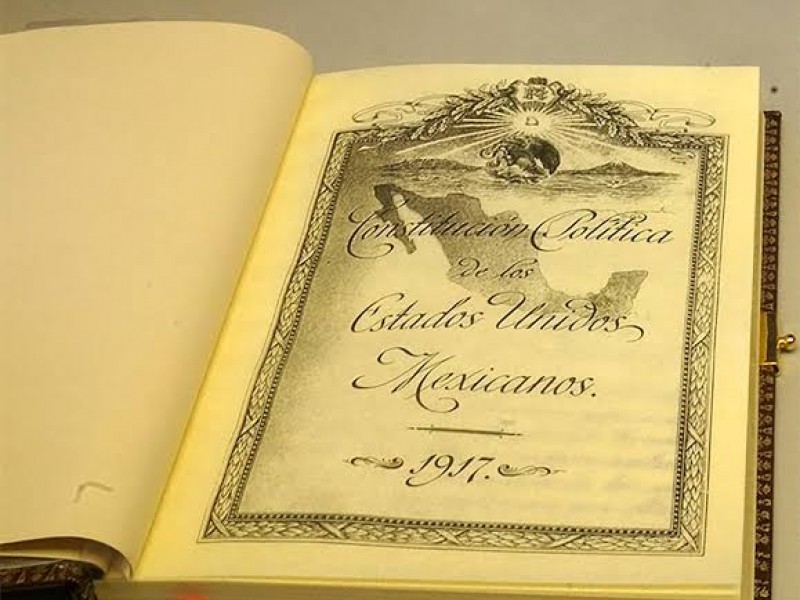 Constitución Política
de los
Estados Unidos
Mexicanos.
1917.